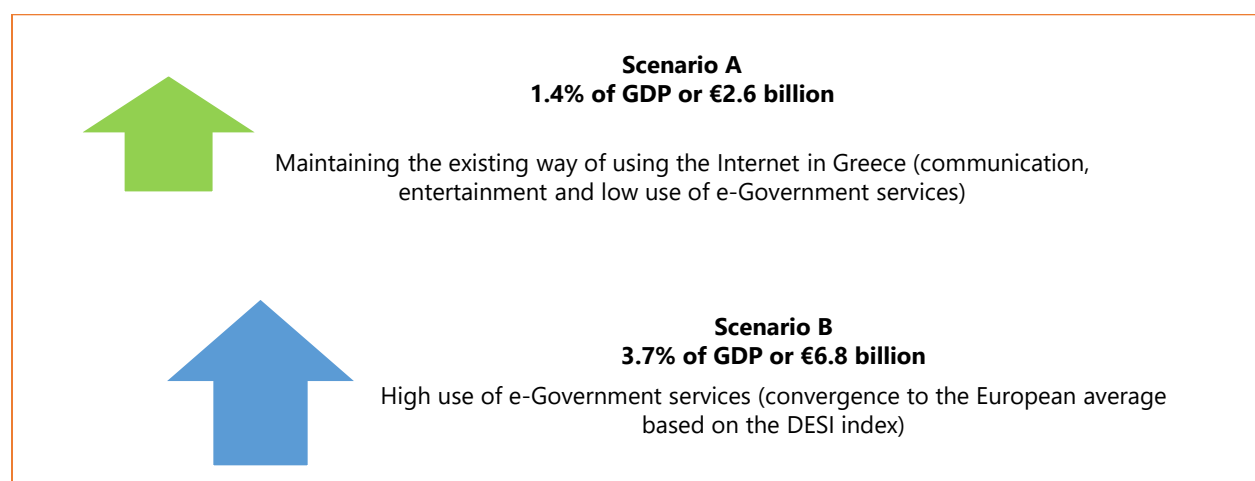 Scenario A
1.4% of GDP or €2.6 billion
Maintaining the existing way of using the Internet in Greece (communication,
entertainment and low use of e-Government services)
Scenario B
3.7% of GDP or €6.8 billion
High use of e-Government services (convergence to the European average
based on the DESI index)